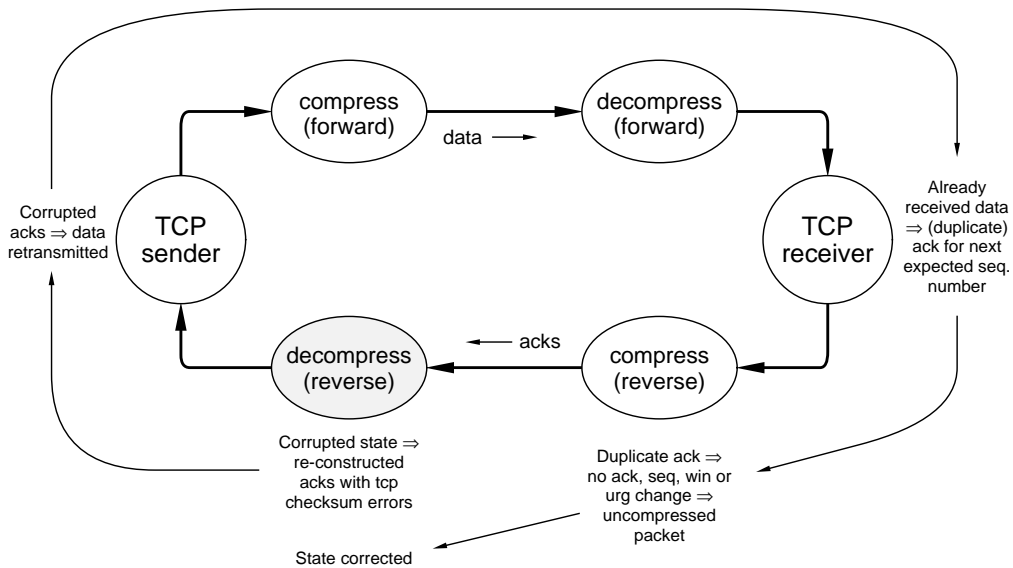 compress
(forward)
decompress
(forward)
data
TCP
sender
TCP
receiver
Corrupted
acks ⇒ data
retransmitted
Already
received data
⇒ (duplicate)
ack for next
expected seq.
number
decompress
(reverse)
acks
compress
(reverse)
Corrupted state ⇒
re-constructed
acks with tcp
checksum errors
Duplicate ack ⇒
no ack, seq, win or
urg change ⇒
uncompressed
packet
State corrected